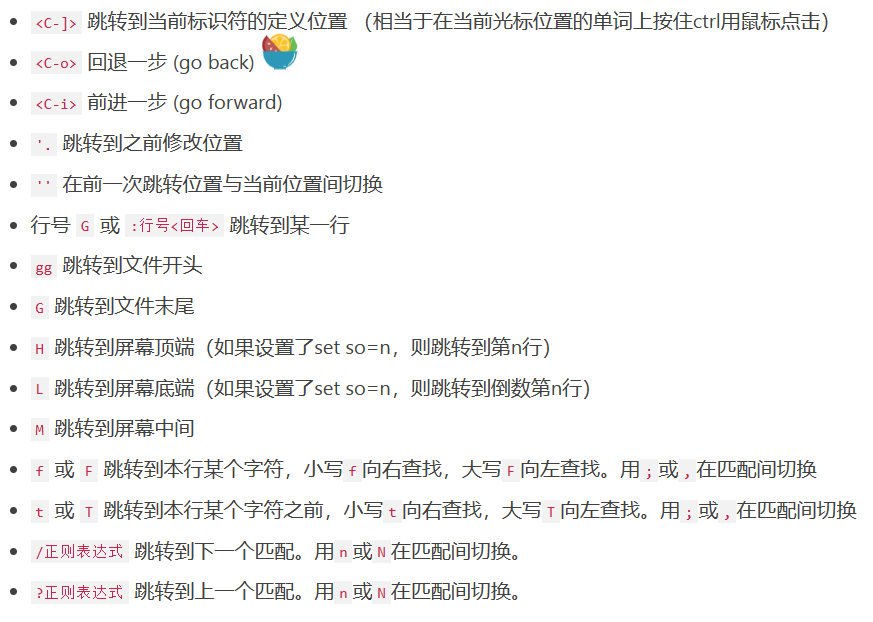 <C-]> 跳转到当前标识符的定义位置 （相当于在当前光标位置的单词上按住ctrl用鼠标点击）
<C-o> 回退一步 (go back)
<C-i> 前进一步 (go forward)
'. 跳转到之前修改位置
'' 在前一次跳转位置与当前位置间切换
行号 G 或 :行号<回车> 跳转到某一行
gg 跳转到文件开头
G 跳转到文件末尾
H 跳转到屏幕顶端（如果设置了set so=n，则跳转到第n行）
L 跳转到屏幕底端（如果设置了set so=n，则跳转到倒数第n行）
M 跳转到屏幕中间
f 或 F 跳转到本行某个字符，小写f向右查找，大写F向左查找。用;或,在匹配间切换
t 或 T 跳转到本行某个字符之前，小写t向右查找，大写T向左查找。用;或,在匹配间切换
/正则表达式 跳转到下一个匹配。用n或N在匹配间切换。
?正则表达式 跳转到上一个匹配。用n或N在匹配间切换。